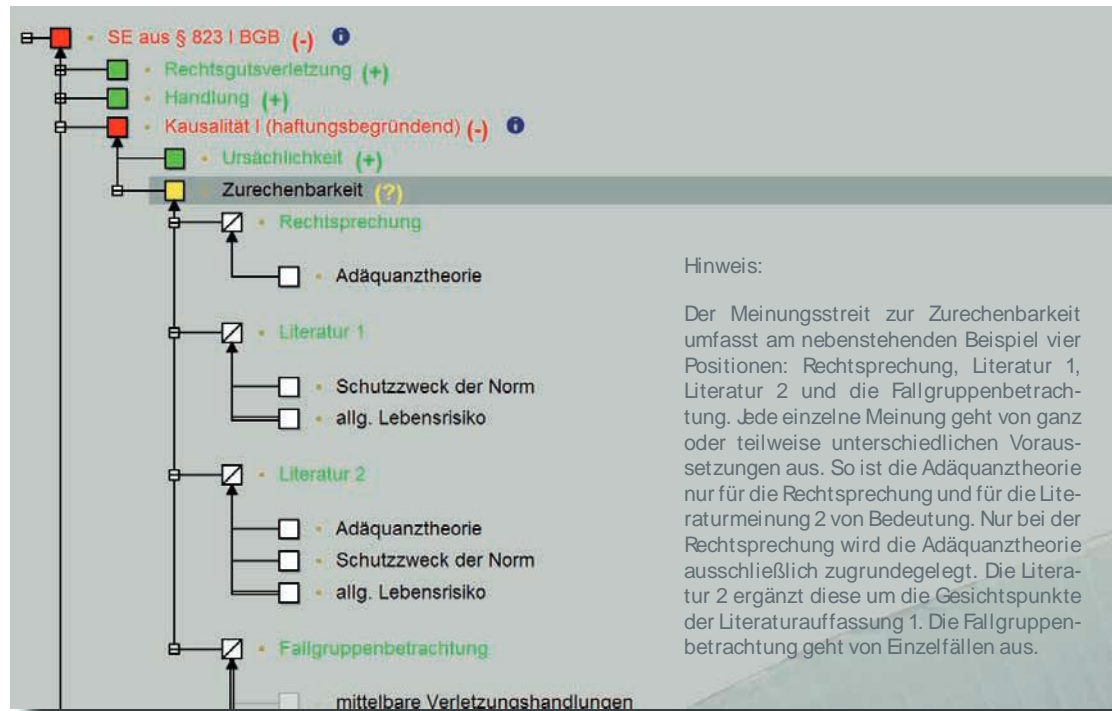 SE aus § 823 I BGB (-) i
Rechtsgutsverletzung (+)
Handlung (+)
Kausalität I (haftungsbegründend) (-) i
Ursächlichkeit (+)
Zurechenbarkeit (?)
Rechtsprechung
Adäquanztheorie
Literatur 1
Schutzzweck der Norm
allg. Lebensrisiko
Literatur 2
Adäquanztheorie
Schutzzweck der Norm
allg. Lebensrisiko
Fallgruppenbetrachtung
mittelbare Verletzungshandlungen
Hinweis:
Der Meinungsstreit zur Zurechenbarkeit
umfasst am nebenstehenden Beispiel vier
Positionen: Rechtsprechung, Literatur 1,
Literatur 2 und die Fallgruppenbetrach-
tung. Jede einzelne Meinung geht von ganz
oder teilweise unterschiedlichen Voraus-
setzungen aus. So ist die Adäquanztheorie
nur für die Rechtsprechung und für die Lite-
raturmeinung 2 von Bedeutung. Nur bei der
Rechtsprechung wird die Adäquanztheorie
ausschließlich zugrundegelegt. Die Litera-
tur 2 ergänzt diese um die Gesichtspunkte
der Literaturauffassung 1. Die Fallgruppen-
betrachtung geht von Einzelfällen aus.